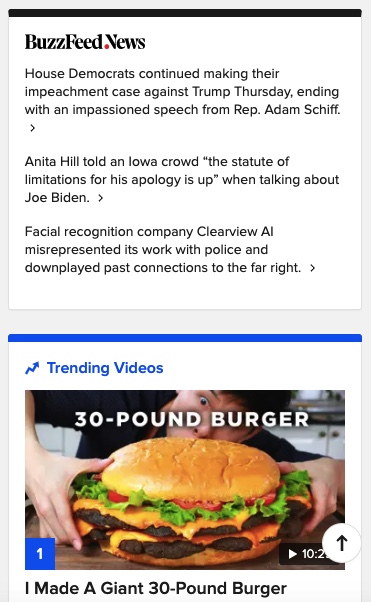 BuzzFeed.News
House Democrats continued making their
impeachment case against Trump Thursday, ending
with an impassioned speech from Rep. Adam Schiff.
>
Anita Hill told an Iowa crowd “the statute of
limitations for his apology is up” when talking about
Joe Biden. >
Facial recognition company Clearview AI
misrepresented its work with police and
downplayed past connections to the far right. >
Trending Videos
30-POUND BURGER
1
I Made A Giant 30-Pound Burger